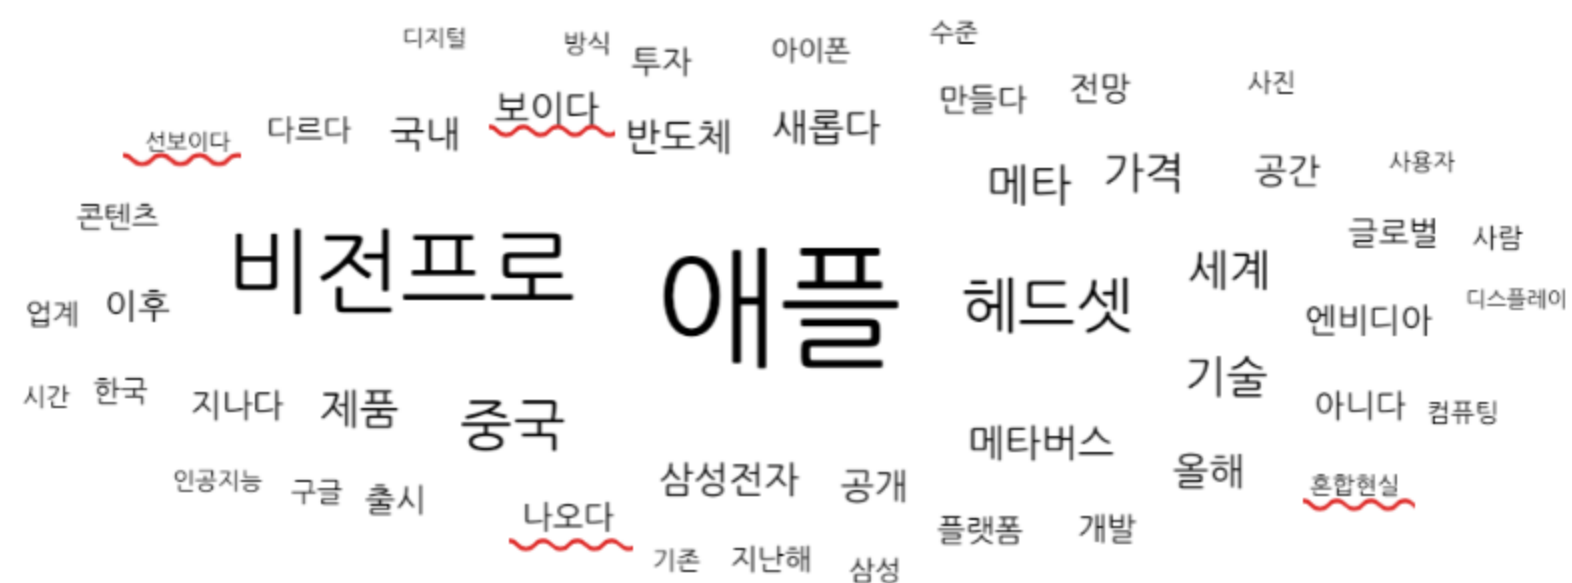 디지털 방식 투자 아이폰 수준
선보이다 다르다 국내 보이다 반도체 새롭다 만들다 전망 사진
콘텐츠 메타 가격 공간 사용자
비전프로 애플 헤드셋 세계 글로벌 사람
업계 이후 엔비디아 디스플레이
시간 한국 지나다 제품 중국 기술 아니다 컴퓨팅
인공지능 구글 출시 삼성전자 공개 메타버스 올해 혼합현실
나오다 기존 지난해 삼성 플랫폼 개발